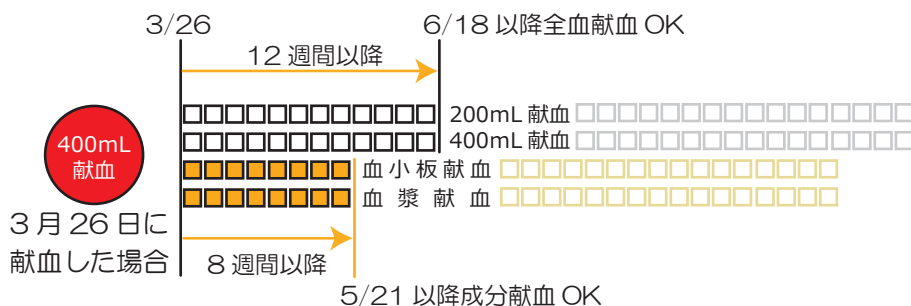 3/26
6/18 以降全血献血 OK
12 週間以降
200mL 献血
400mL 献血
血小板献血
血漿献血
400mL
献血
3 月 26 日に
献血した場合
8 週間以降
5/21 以降成分献血 OK